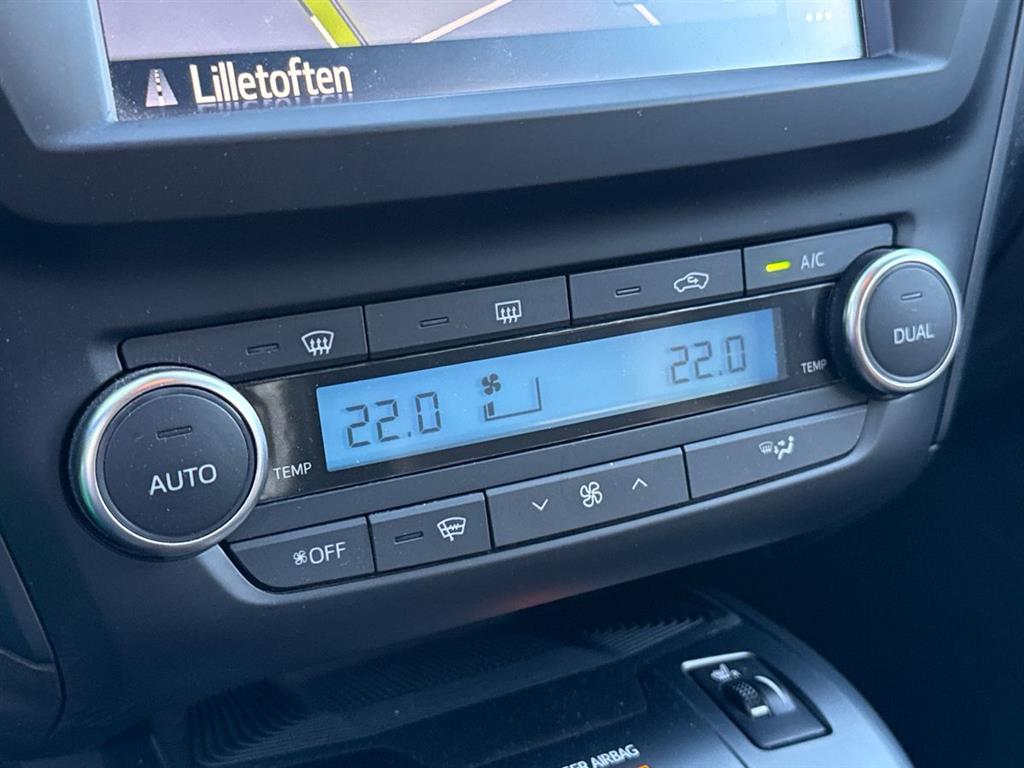 Lilletoften
A/C
DUAL
22.0
22.0
TEMP
AUTO
TEMP
OFF
AIRBAG